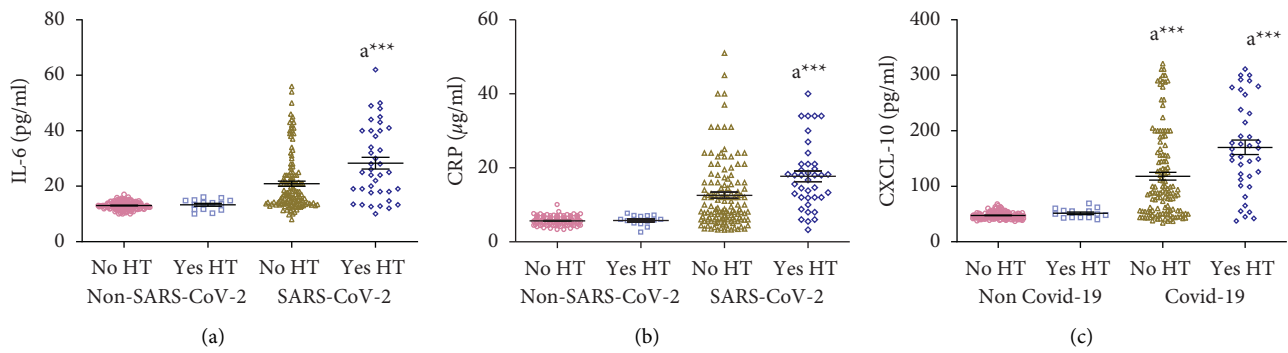 IL-6 (pg/ml)
80
60
40
20
0
a***
No HT Yes HT No HT Yes HT
Non-SARS-CoV-2 SARS-CoV-2
(a)
CRP (µg/ml)
60
40
20
0
a***
No HT Yes HT No HT Yes HT
Non-SARS-CoV-2 SARS-CoV-2
(b)
CXCL-10 (pg/ml)
400
300
200
100
0
a*** a***
No HT Yes HT No HT Yes HT
Non Covid-19 Covid-19
(c)